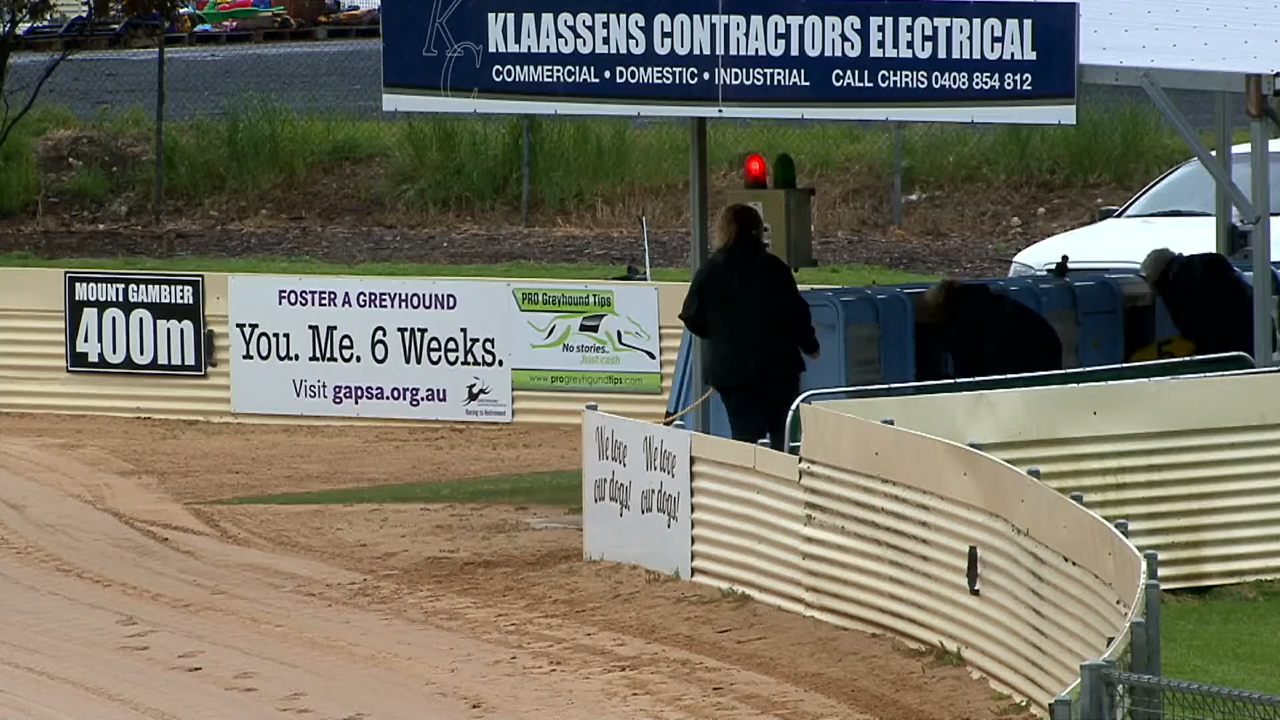 KLAASSENS CONTRACTORS ELECTRICAL
COMMERCIAL • DOMESTIC • INDUSTRIAL CALL CHRIS 0408 854 812
MOUNT GAMBIER
400m
FOSTER A GREYHOUND
You. Me. 6 Weeks.
Visit gapsa.org.au
PRO Greyhound Tips
No stories..
Just cash
www.progreyhoundtips.com
We love
our dogs!
We love
our dogs!